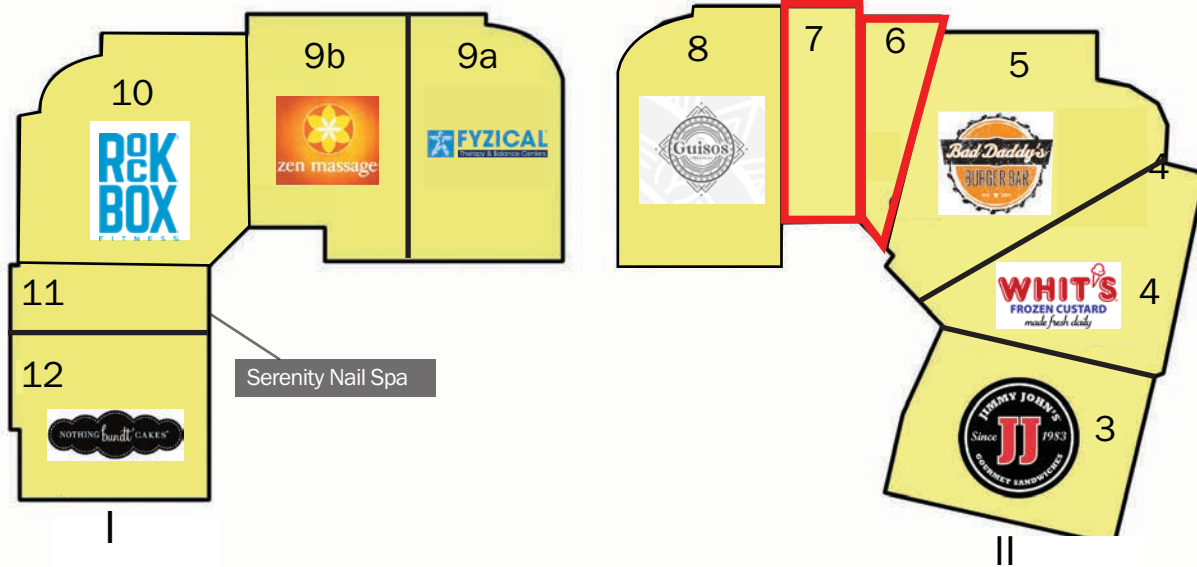 10
ROCK
BOX
FITNESS
9b
zen massage
9a
FYZICAL
Therapy & Balance Centers
8
Guisos
7
6
5
Bad Daddy's
BURGER BAR
4
WHIT'S
FROZEN CUSTARD
made fresh daily
4
11
Serenity Nail Spa
12
NOTHING bundt CAKES
JIMMY JOHN'S
Since JJ 1983
GOURMET SANDWICHES
3
I
II